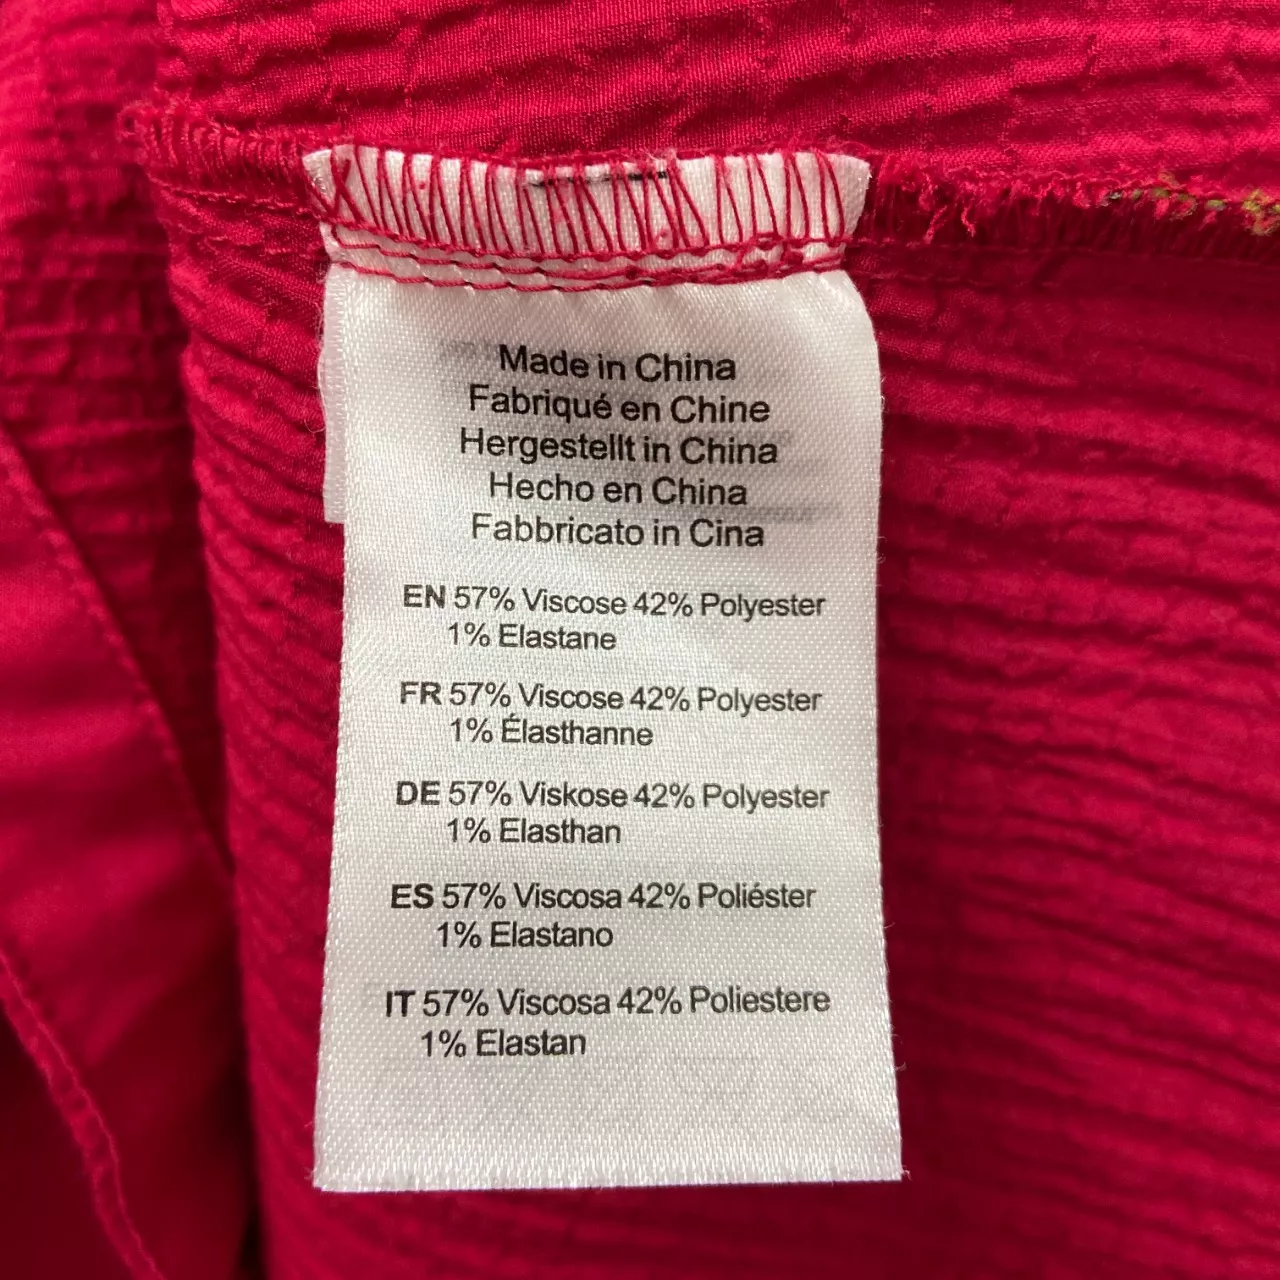 Made in China
Fabriqué en Chine
Hergestellt in China
Hecho en China
Fabbricato in Cina
EN 57% Viscose 42% Polyester
1% Elastane
FR 57% Viscose 42% Polyester
1% Élasthanne
DE 57% Viskose 42% Polyester
1% Elasthan
ES 57% Viscosa 42% Poliéster
1% Elastano
IT 57% Viscosa 42% Poliestere
1% Elastan